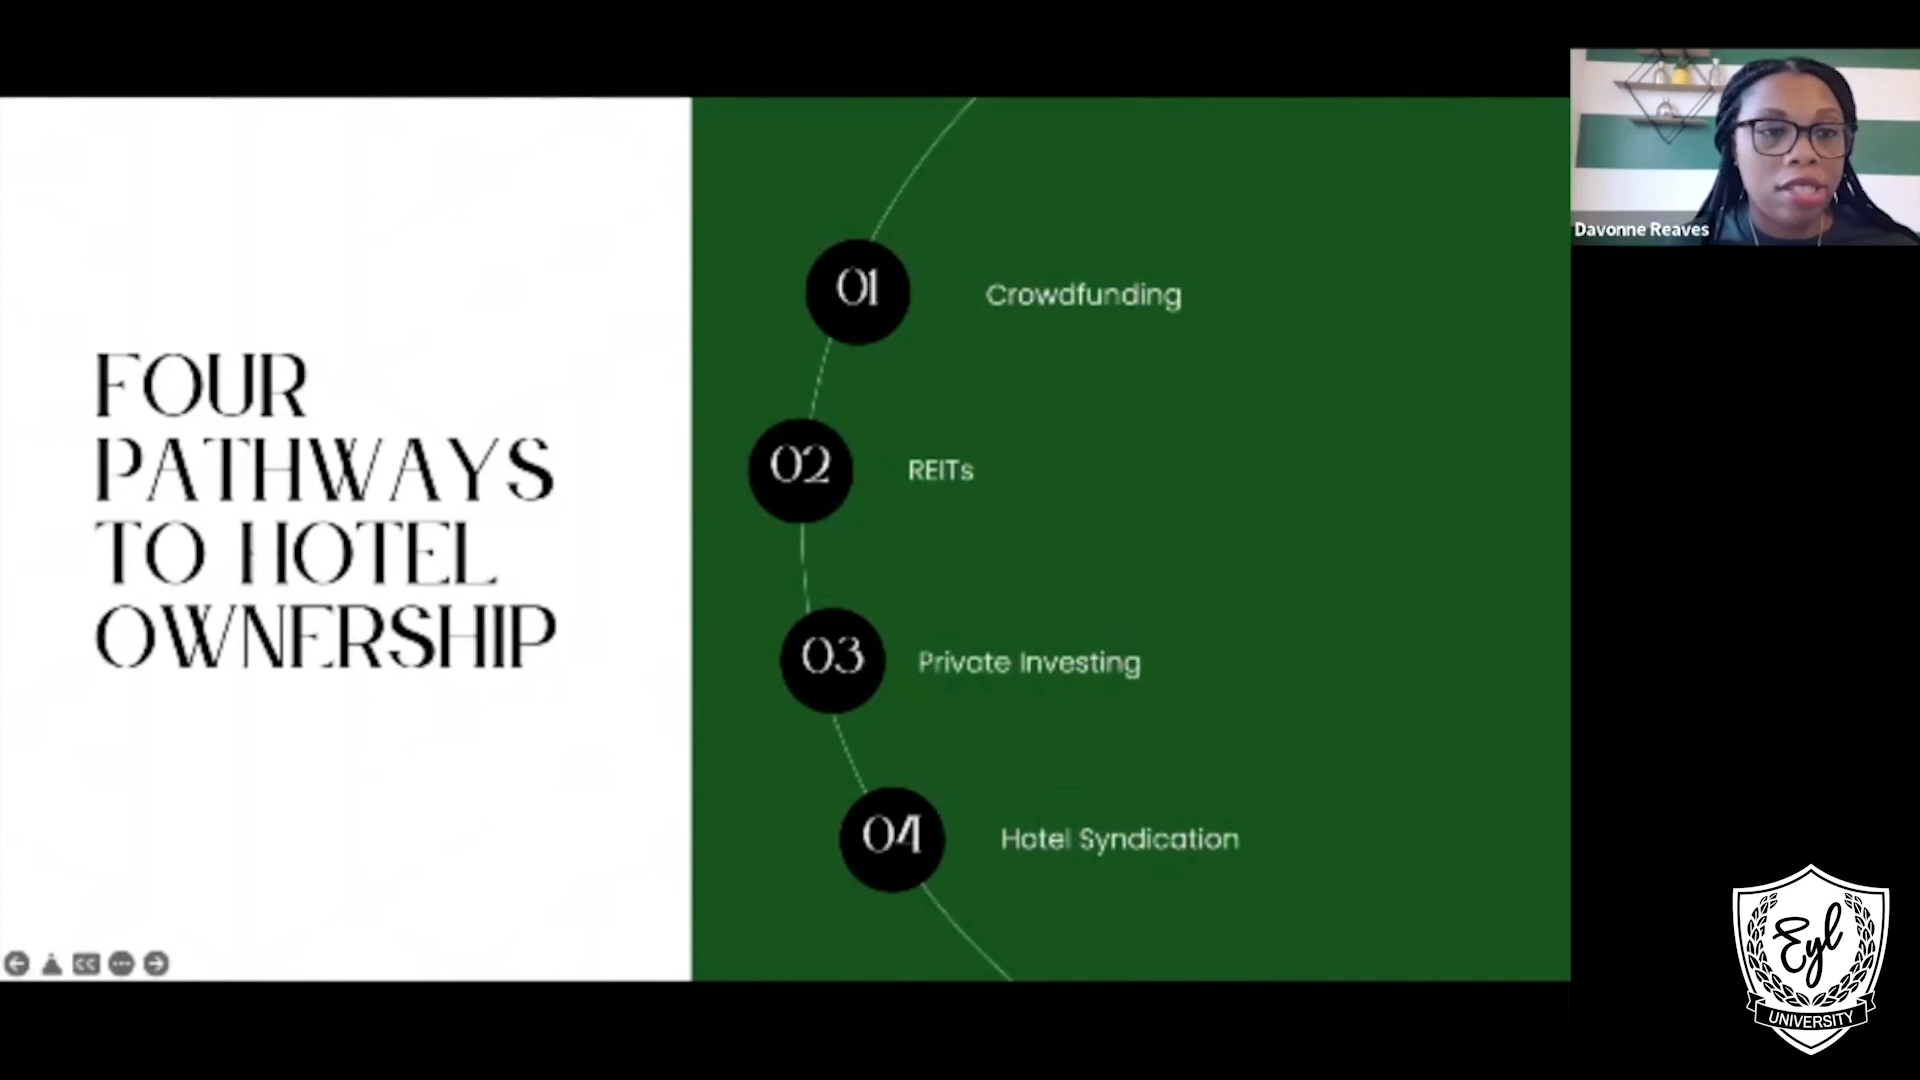 FOUR
PATHWAYS
TO HOTEL
OWNERSHIP
01
Crowdfunding
02
REITs
03
Private Investing
04
Hotel Syndication
CC
Davonne Reaves
Eyl
UNIVERSITY